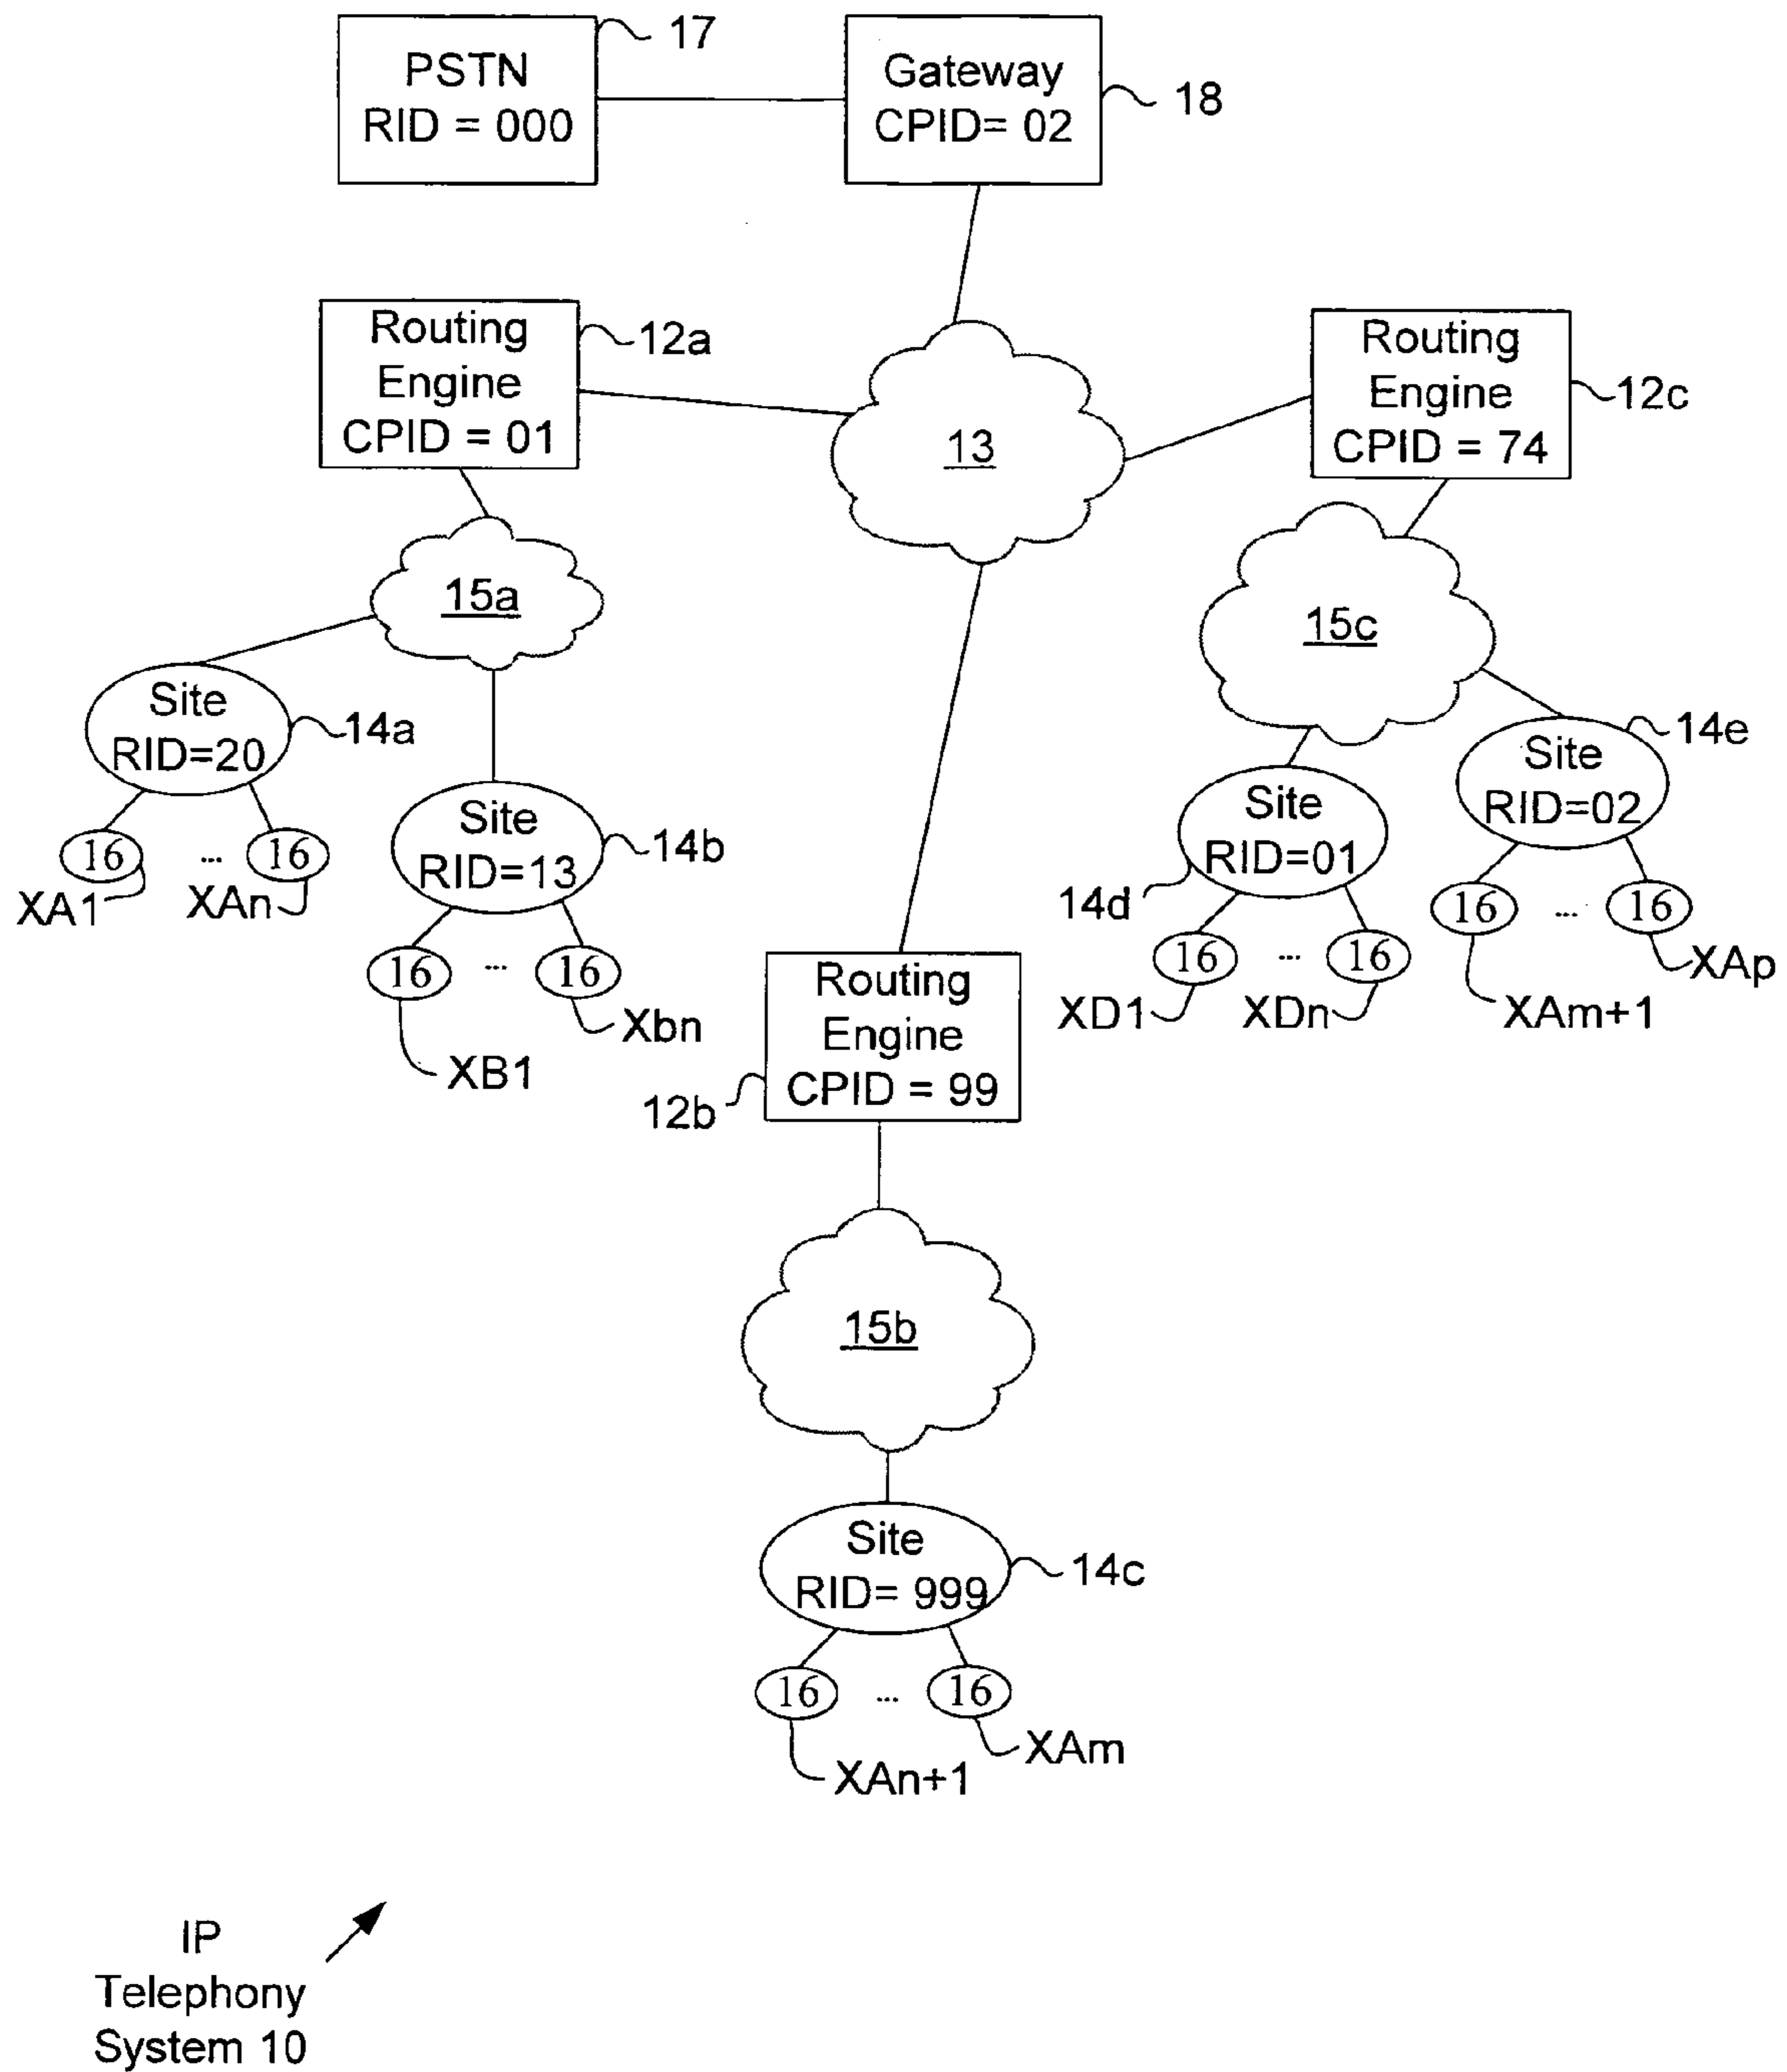 17
PSTN
RID = 000
Gateway
CPID= 02
18
Routing
Engine
CPID = 01
12a
13
Routing
Engine
CPID = 74
12c
15a
15c
Site
RID=20
14a
Site
RID=13
14b
Site
RID=01
14d
Site
RID=02
14e
16
...
16
XA1
XAn
16
...
16
XB1
Xbn
16
...
16
XD1
XDn
16
...
16
XAm+1
XAp
Routing
Engine
CPID = 99
12b
15b
Site
RID= 999
14c
16
...
16
XAn+1
XAm
IP
Telephony
System 10